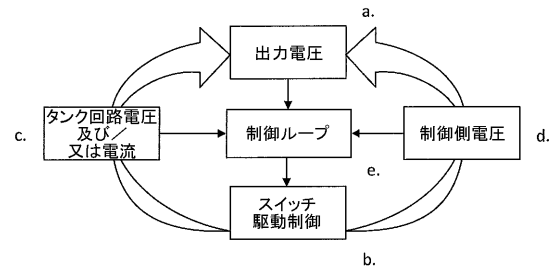 a.
出力電圧
c.
タンク回路電圧
及び／
又は電流
制御ループ
制御側電圧
d.
e.
スイッチ
駆動制御
b.